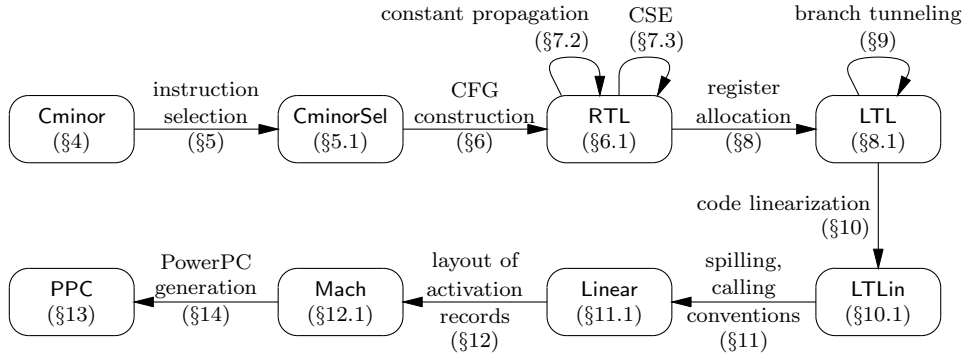 constant propagation
(§7.2)
CSE
(§7.3)
branch tunneling
(§9)
Cminor
(§4)
instruction
selection
(§5)
CminorSel
(§5.1)
CFG
construction
(§6)
RTL
(§6.1)
register
allocation
(§8)
LTL
(§8.1)
code linearization
(§10)
PPC
(§13)
PowerPC
generation
(§14)
Mach
(§12.1)
layout of
activation
records
(§12)
Linear
(§11.1)
spilling,
calling
conventions
(§11)
LTLin
(§10.1)